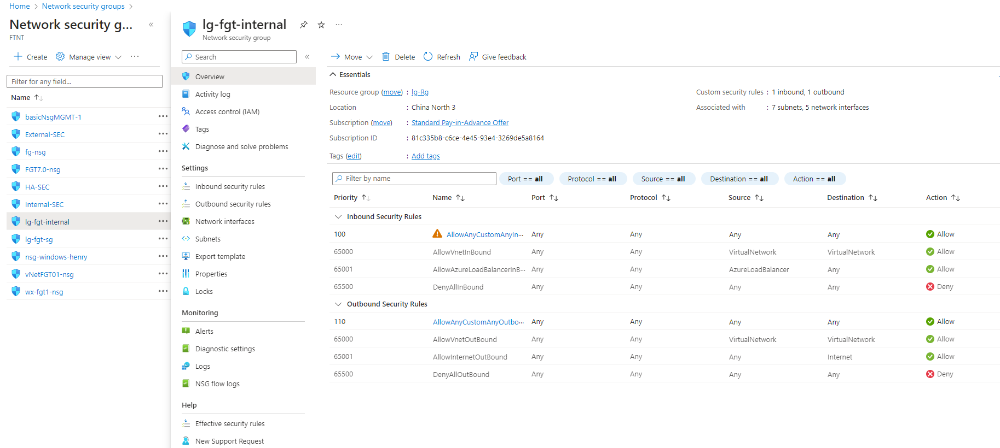 Home > Network security groups >
Network security g... «
FTNT
Create Manage view ...
Filter for any field...
Name ↑↓
basicNsgMGMT-1 ...
External-SEC ...
fg-nsg ...
FGT7.0-nsg ...
HA-SEC ...
Internal-SEC ...
lg-fgt-internal ...
lg-fgt-sg ...
nsg-windows-henry ...
vNetFGT01-nsg ...
wx-fgt1-nsg ...
lg-fgt-internal ...
Network security group
Search «
Overview
Activity log
Access control (IAM)
Tags
Diagnose and solve problems
Settings
Inbound security rules
Outbound security rules
Network interfaces
Subnets
Export template
Properties
Locks
Monitoring
Alerts
Diagnostic settings
Logs
NSG flow logs
Help
Effective security rules
New Support Request
Move Delete Refresh Give feedback
Essentials
Resource group (move) : lg-Rg
Location : China North 3
Subscription (move) : Standard Pay-in-Advance Offer
Subscription ID : 81c335b8-c6ce-4e45-93e4-3269de5a8164
Tags (edit) : Add tags
Custom security rules : 1 inbound, 1 outbound
Associated with : 7 subnets, 5 network interfaces
Filter by name Port == all Protocol == all Source == all Destination == all Action == all
Priority ↑↓ Name ↑↓ Port ↑↓ Protocol ↑↓ Source ↑↓ Destination ↑↓ Action ↑↓
Inbound Security Rules
100 AllowAnyCustomAnyIn... Any Any Any Any Allow
65000 AllowVnetInBound Any Any VirtualNetwork VirtualNetwork Allow
65001 AllowAzureLoadBalancerInB... Any Any AzureLoadBalancer Any Allow
65500 DenyAllInBound Any Any Any Any Deny
Outbound Security Rules
110 AllowAnyCustomAnyOutbo... Any Any Any Any Allow
65000 AllowVnetOutBound Any Any VirtualNetwork VirtualNetwork Allow
65001 AllowInternetOutBound Any Any Any Internet Allow
65500 DenyAllOutBound Any Any Any Any Deny